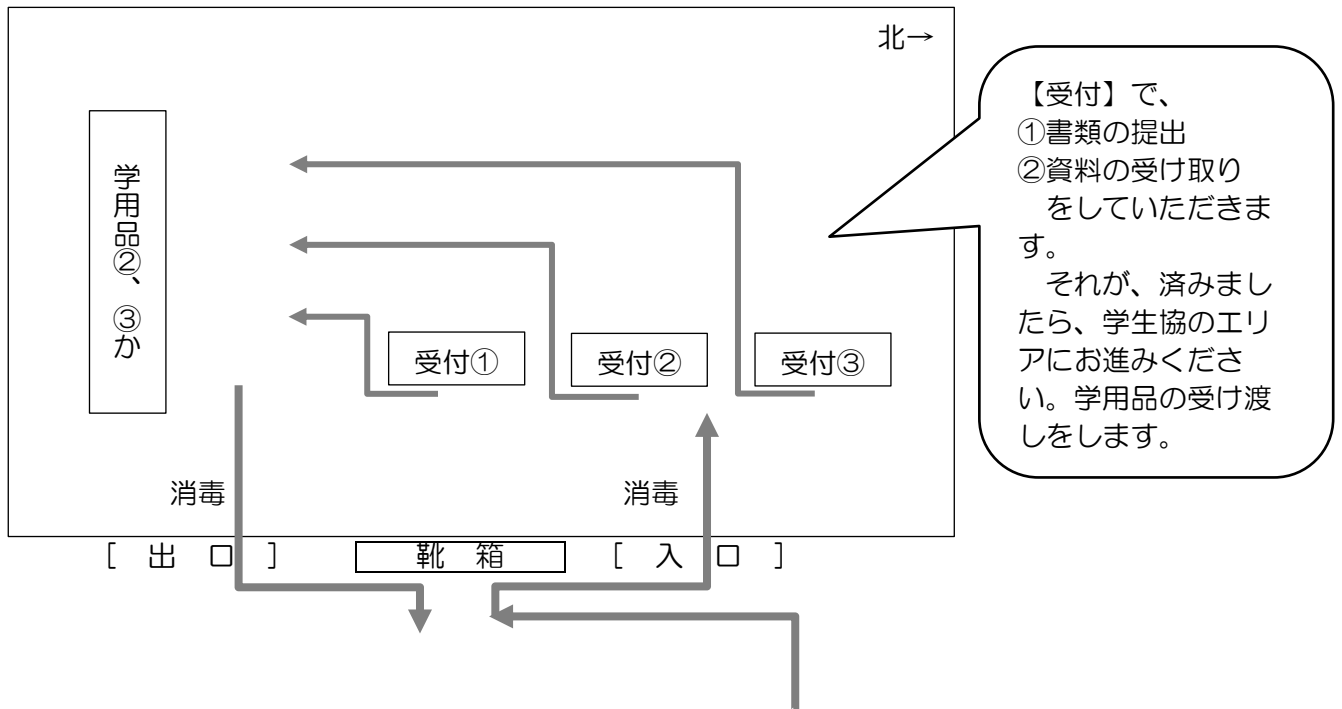 北→
【受付】で、
①書類の提出
②資料の受け取り
　をしていただきま
す。
　それが、済みまし
たら、学生協のエリ
アにお進みくださ
い。学用品の受け渡
しをします。
学用品②、③か
受付①
受付②
受付③
消毒
消毒
[　出　口　]
靴　箱
[　入　口　]